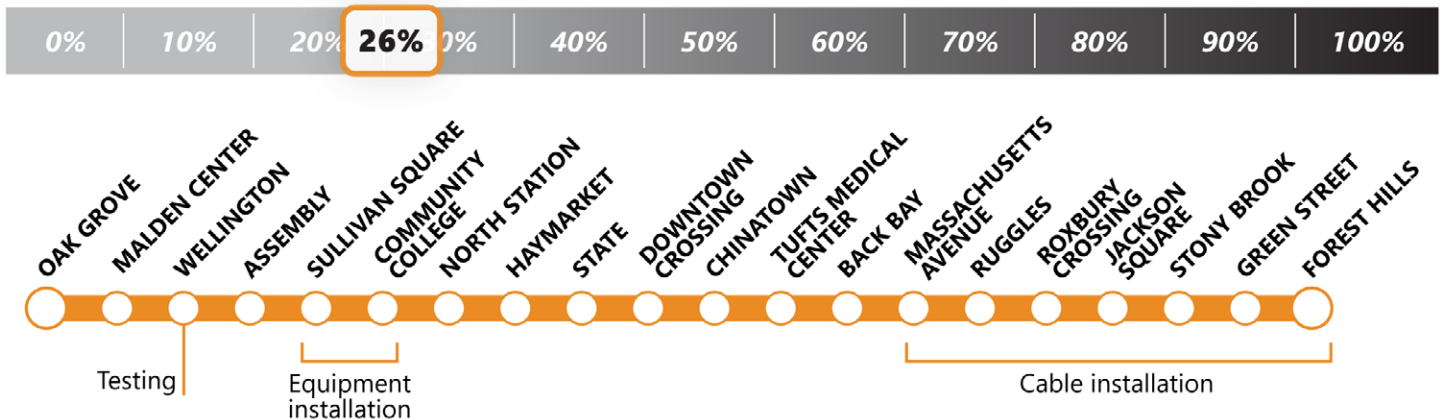 0%
10%
20%
26%
30%
40%
50%
60%
70%
80%
90%
100%
OAK GROVE
MALDEN CENTER
WELLINGTON
ASSEMBLY
SULLIVAN SQUARE
COMMUNITY
COLLEGE
NORTH STATION
HAYMARKET
STATE
DOWNTOWN
CROSSING
CHINATOWN
TUFTS MEDICAL
CENTER
BACK BAY
MASSACHUSETTS
AVENUE
RUGGLES
ROXBURY
CROSSING
JACKSON
SQUARE
STONY BROOK
GREEN STREET
FOREST HILLS
Testing
Equipment
installation
Cable installation